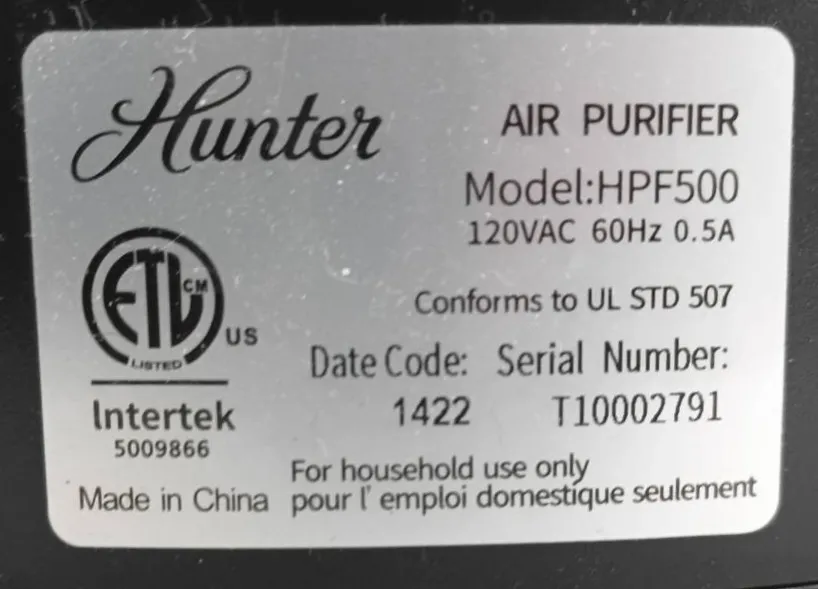 Hunter
AIR PURIFIER
Model:HPF500
120VAC 60Hz 0.5A
ETL CM
LISTED
US
Intertek
5009866
Conforms to UL STD 507
Date Code: Serial Number:
1422 T10002791
For household use only
Made in China pour l' emploi domestique seulement